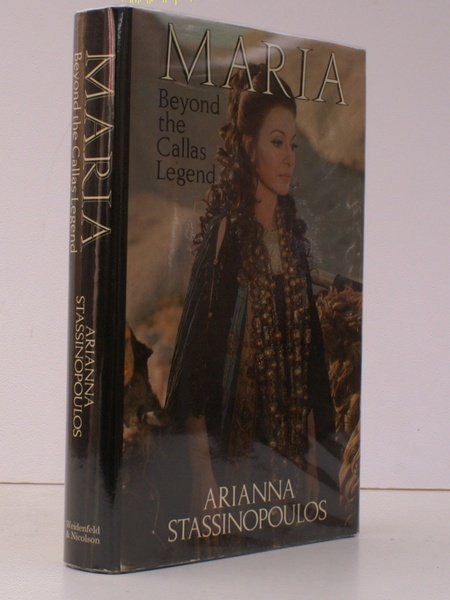 MARIA
Beyond
the
Callas
Legend
ARIANNA
STASSINOPOULOS
MARIA
Beyond the Callas Legend
ARIANNA
STASSINOPOULOS
Weidenfeld
& Nicolson